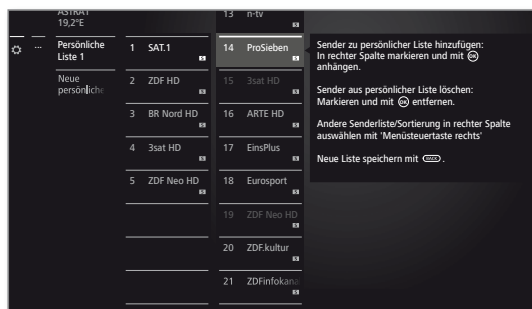 ASTRA1
19,2°E
...
Persönliche
Liste 1
Neue
persönliche
1 SAT.1
S
2 ZDF HD
S
3 BR Nord HD
S
4 3sat HD
S
5 ZDF Neo HD
S
13 n-tv
S
14 ProSieben
S
15 3sat HD
S
16 ARTE HD
S
17 EinsPlus
S
18 Eurosport
S
19 ZDF Neo HD
S
20 ZDF.kultur
S
21 ZDFinfokana
S
Sender zu persönlicher Liste hinzufügen:
In rechter Spalte markieren und mit OK
anhängen.
Sender aus persönlicher Liste löschen:
Markieren und mit OK entfernen.
Andere Senderliste/Sortierung in rechter Spalte
auswählen mit 'Menüsteuertaste rechts'
Neue Liste speichern mit BACK .